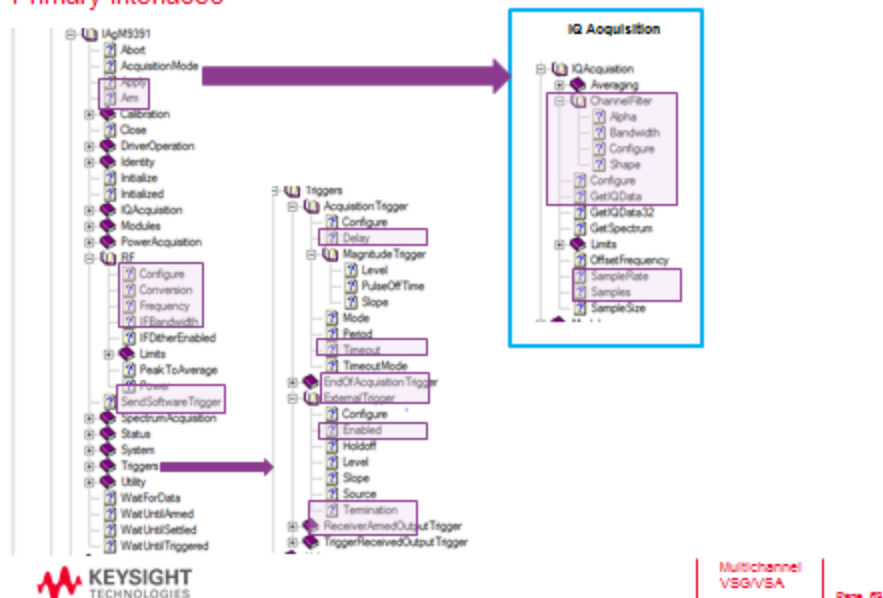 Primary Interfaces
IAgM9391
Abort
AcquisitionMode
Apply
Arm
Calibration
Close
DriverOperation
Identity
Initialize
Initialized
IQAcquisition
Modules
PowerAcquisition
RF
Configure
Conversion
Frequency
IFBandwidth
IFDitherEnabled
Limits
PeakToAverage
Power
SendSoftwareTrigger
SpectrumAcquisition
Status
System
Triggers
Utility
WaitForData
WaitUntilArmed
WaitUntilSettled
WaitUntilTriggered
Triggers
AcquisitionTrigger
Configure
Delay
MagnitudeTrigger
Level
PulseOffTime
Slope
Mode
Period
Timeout
TimeoutMode
EndOfAcquisitionTrigger
ExternalTrigger
Configure
Enabled
Holdoff
Level
Slope
Source
Termination
ReceiverArmedOutputTrigger
TriggerReceivedOutputTrigger
IQ Acquisition
IQAcquisition
Averaging
ChannelFilter
Alpha
Bandwidth
Configure
Shape
Configure
GetIQData
GetIQData32
GetSpectrum
Limits
OffsetFrequency
SampleRate
Samples
SampleSize
KEYSIGHT
TECHNOLOGIES
Multichannel
VSG/VSA
Page